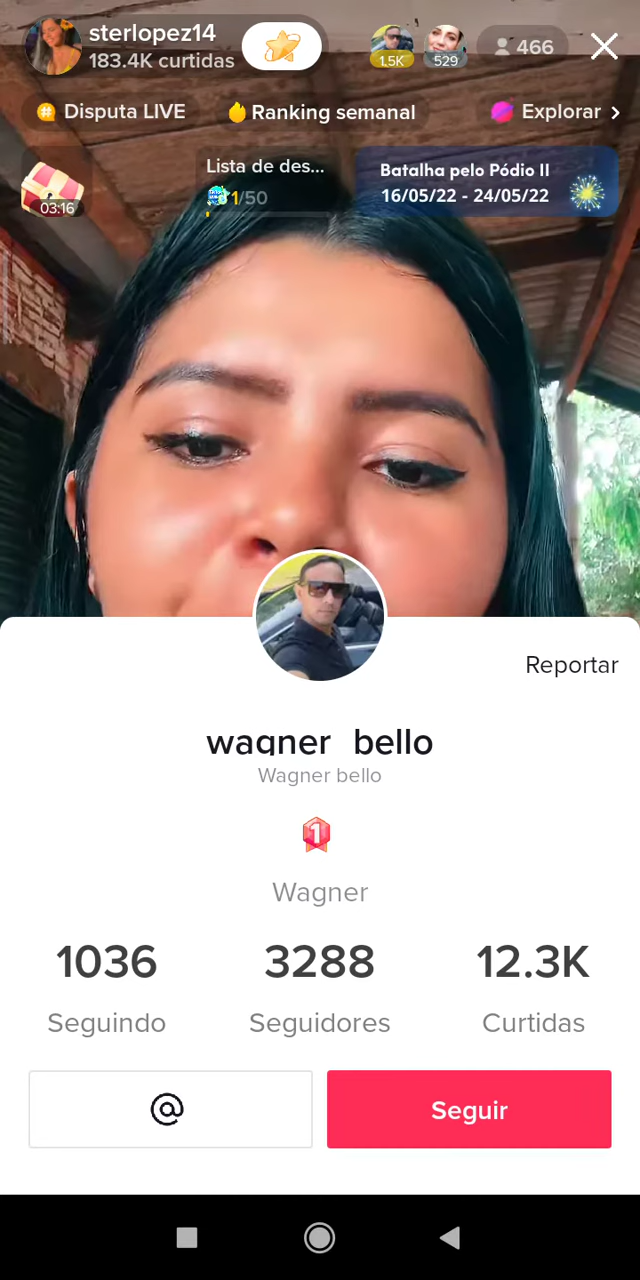 sterlopez14
183.4K curtidas
1.5K
529
466
Disputa LIVE
Ranking semanal
Explorar
03:16
Lista de des...
1/50
Batalha pelo Pódio II
16/05/22 - 24/05/22
Reportar
wagner bello
Wagner bello
1
Wagner
1036
3288
12.3K
Seguindo
Seguidores
Curtidas
@
Seguir